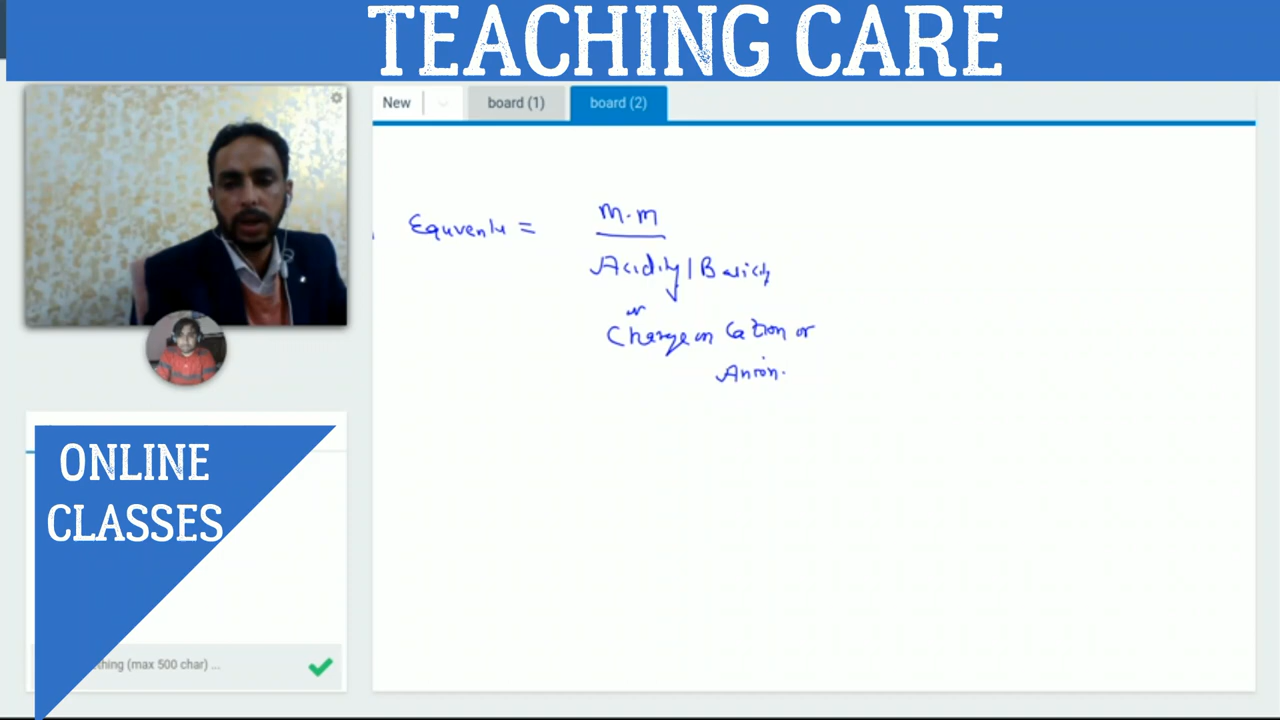 TEACHING CARE
New
board (1)
board (2)
Equvente =
M.M
Acidity / Basicity
or
Charge on Cation or
Anion.
ONLINE
CLASSES
thing (max 500 char) ...